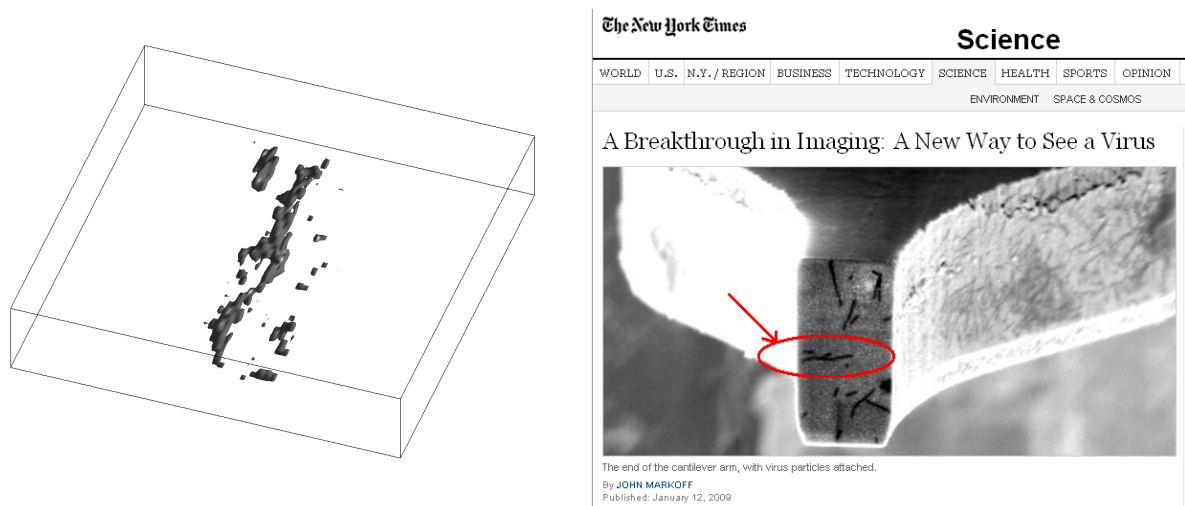 The New York Times
Science
WORLD U.S. N.Y. / REGION BUSINESS TECHNOLOGY SCIENCE HEALTH SPORTS OPINION
ENVIRONMENT SPACE & COSMOS
A Breakthrough in Imaging: A New Way to See a Virus
The end of the cantilever arm, with virus particles attached.
By JOHN MARKOFF
Published: January 12, 2009